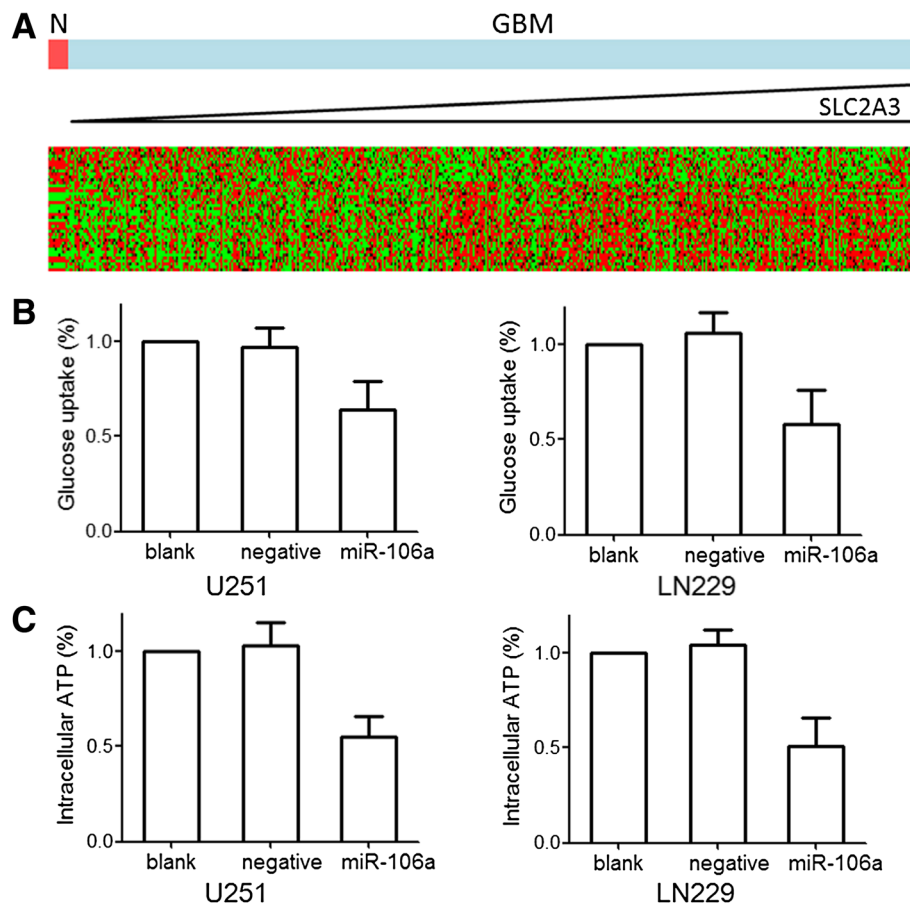 A
N
GBM
SLC2A3
B
Glucose uptake (%)
1.0
0.5
0.0
blank negative miR-106a
U251
Glucose uptake (%)
1.0
0.5
0.0
blank negative miR-106a
LN229
C
Intracellular ATP (%)
1.0
0.5
0.0
blank negative miR-106a
U251
Intracellular ATP (%)
1.0
0.5
0.0
blank negative miR-106a
LN229